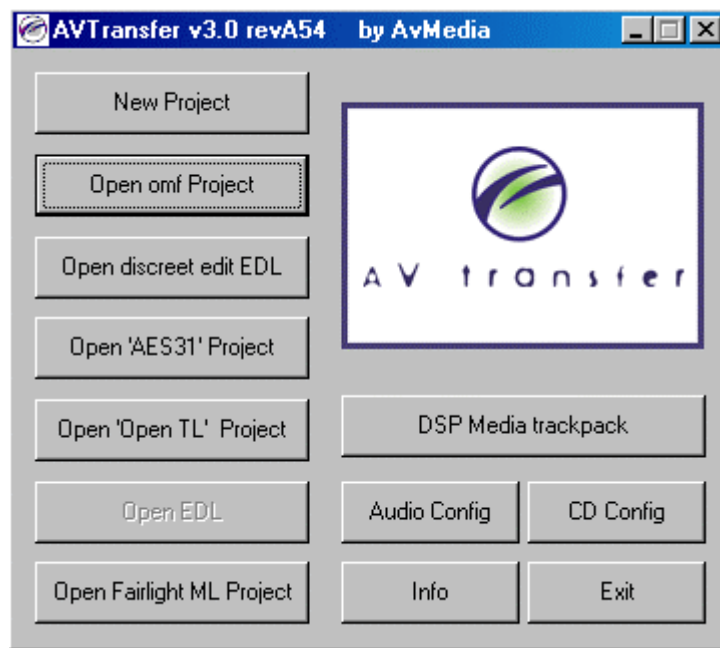 AVTransfer v3.0 revA54 by AvMedia
New Project
Open omf Project
Open discreet edit EDL
Open 'AES31' Project
Open 'Open TL' Project
Open EDL
Open Fairlight ML Project
AV transfer
DSP Media trackpack
Audio Config
CD Config
Info
Exit